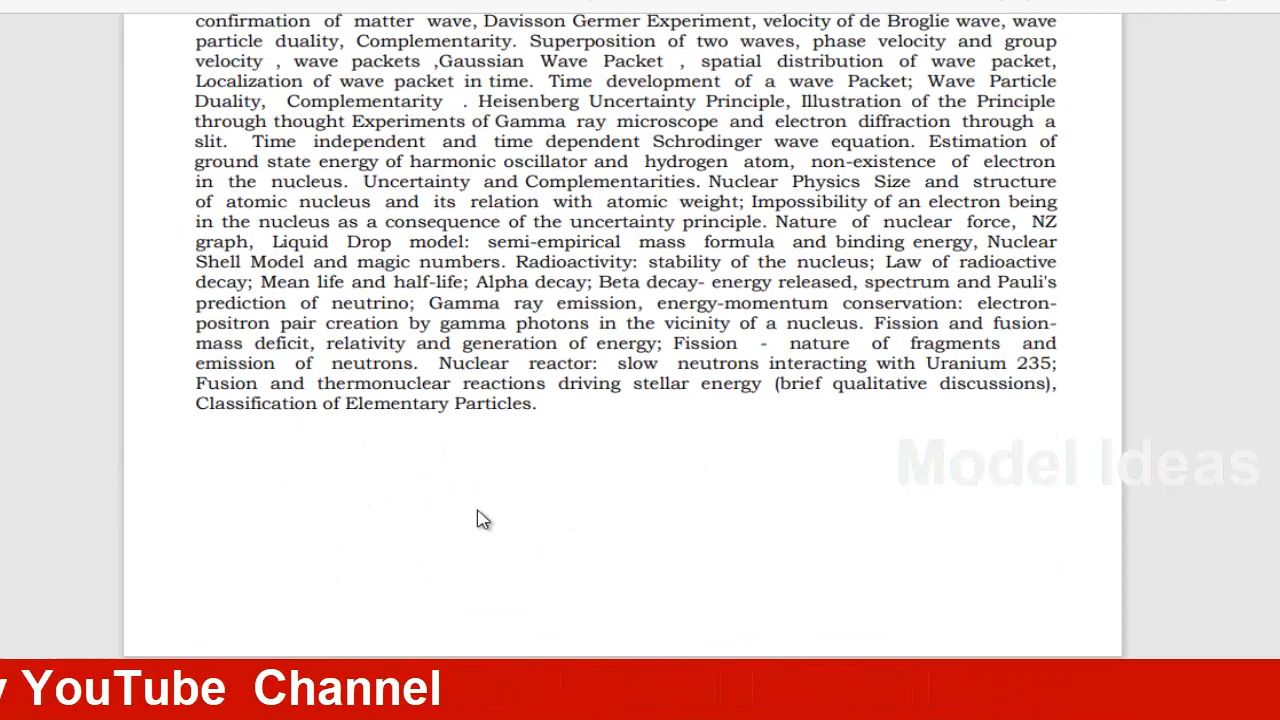 confirmation of matter wave, Davisson Germer Experiment, velocity of de Broglie wave, wave
particle duality, Complementarity. Superposition of two waves, phase velocity and group
velocity , wave packets ,Gaussian Wave Packet , spatial distribution of wave packet,
Localization of wave packet in time. Time development of a wave Packet; Wave Particle
Duality, Complementarity . Heisenberg Uncertainty Principle, Illustration of the Principle
through thought Experiments of Gamma ray microscope and electron diffraction through a
slit. Time independent and time dependent Schrodinger wave equation. Estimation of
ground state energy of harmonic oscillator and hydrogen atom, non-existence of electron
in the nucleus. Uncertainty and Complementarities. Nuclear Physics Size and structure
of atomic nucleus and its relation with atomic weight; Impossibility of an electron being
in the nucleus as a consequence of the uncertainty principle. Nature of nuclear force, NZ
graph, Liquid Drop model: semi-empirical mass formula and binding energy, Nuclear
Shell Model and magic numbers. Radioactivity: stability of the nucleus; Law of radioactive
decay; Mean life and half-life; Alpha decay; Beta decay- energy released, spectrum and Pauli's
prediction of neutrino; Gamma ray emission, energy-momentum conservation: electron-
positron pair creation by gamma photons in the vicinity of a nucleus. Fission and fusion-
mass deficit, relativity and generation of energy; Fission - nature of fragments and
emission of neutrons. Nuclear reactor: slow neutrons interacting with Uranium 235;
Fusion and thermonuclear reactions driving stellar energy (brief qualitative discussions),
Classification of Elementary Particles.
Model Ideas
y YouTube Channel